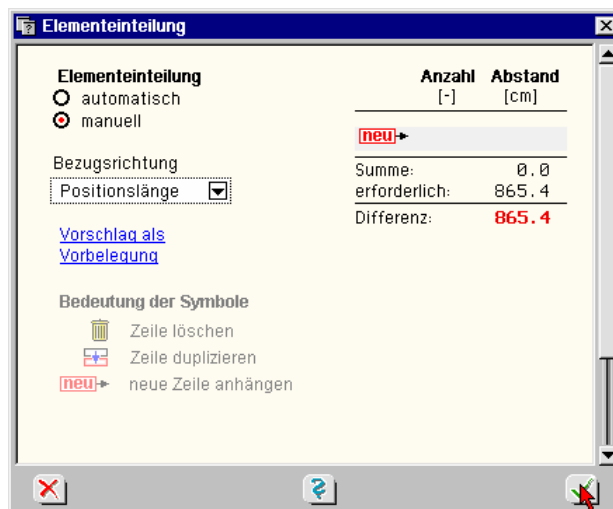 Elementeinteilung
Elementeinteilung
automatisch
manuell
Bezugsrichtung
Positionslänge
Vorschlag als
Vorbelegung
Bedeutung der Symbole
Zeile löschen
Zeile duplizieren
neu neue Zeile anhängen
Anzahl Abstand
[-] [cm]
neu
Summe: 0.0
erforderlich: 865.4
Differenz: 865.4